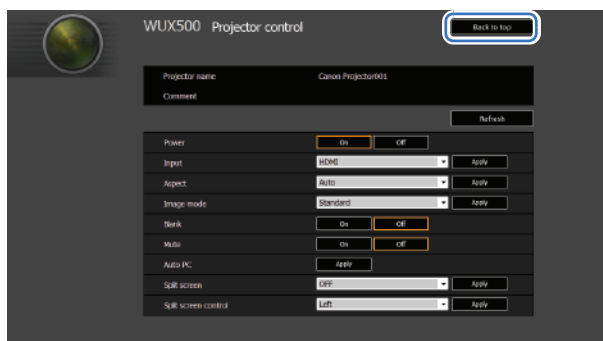 WUX500 Projector control
Back to top
Projector name Canon Projector001
Comment
Refresh
Power On Off
Input HDMI Apply
Aspect Auto Apply
Image mode Standard Apply
Blank On Off
Mute On Off
Auto PC Apply
Split screen OFF Apply
Split screen control Left Apply